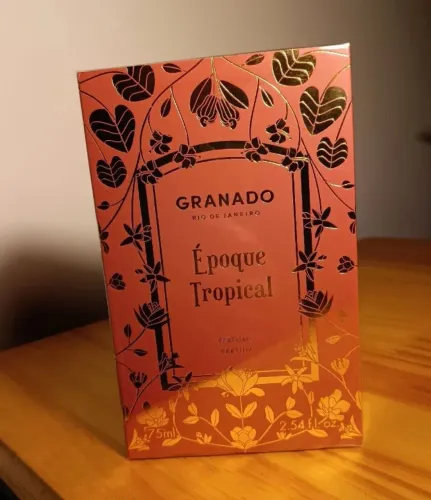 GRANADO
RIO DE JANEIRO
Époque
Tropical
75ml 2.54 fl. oz.